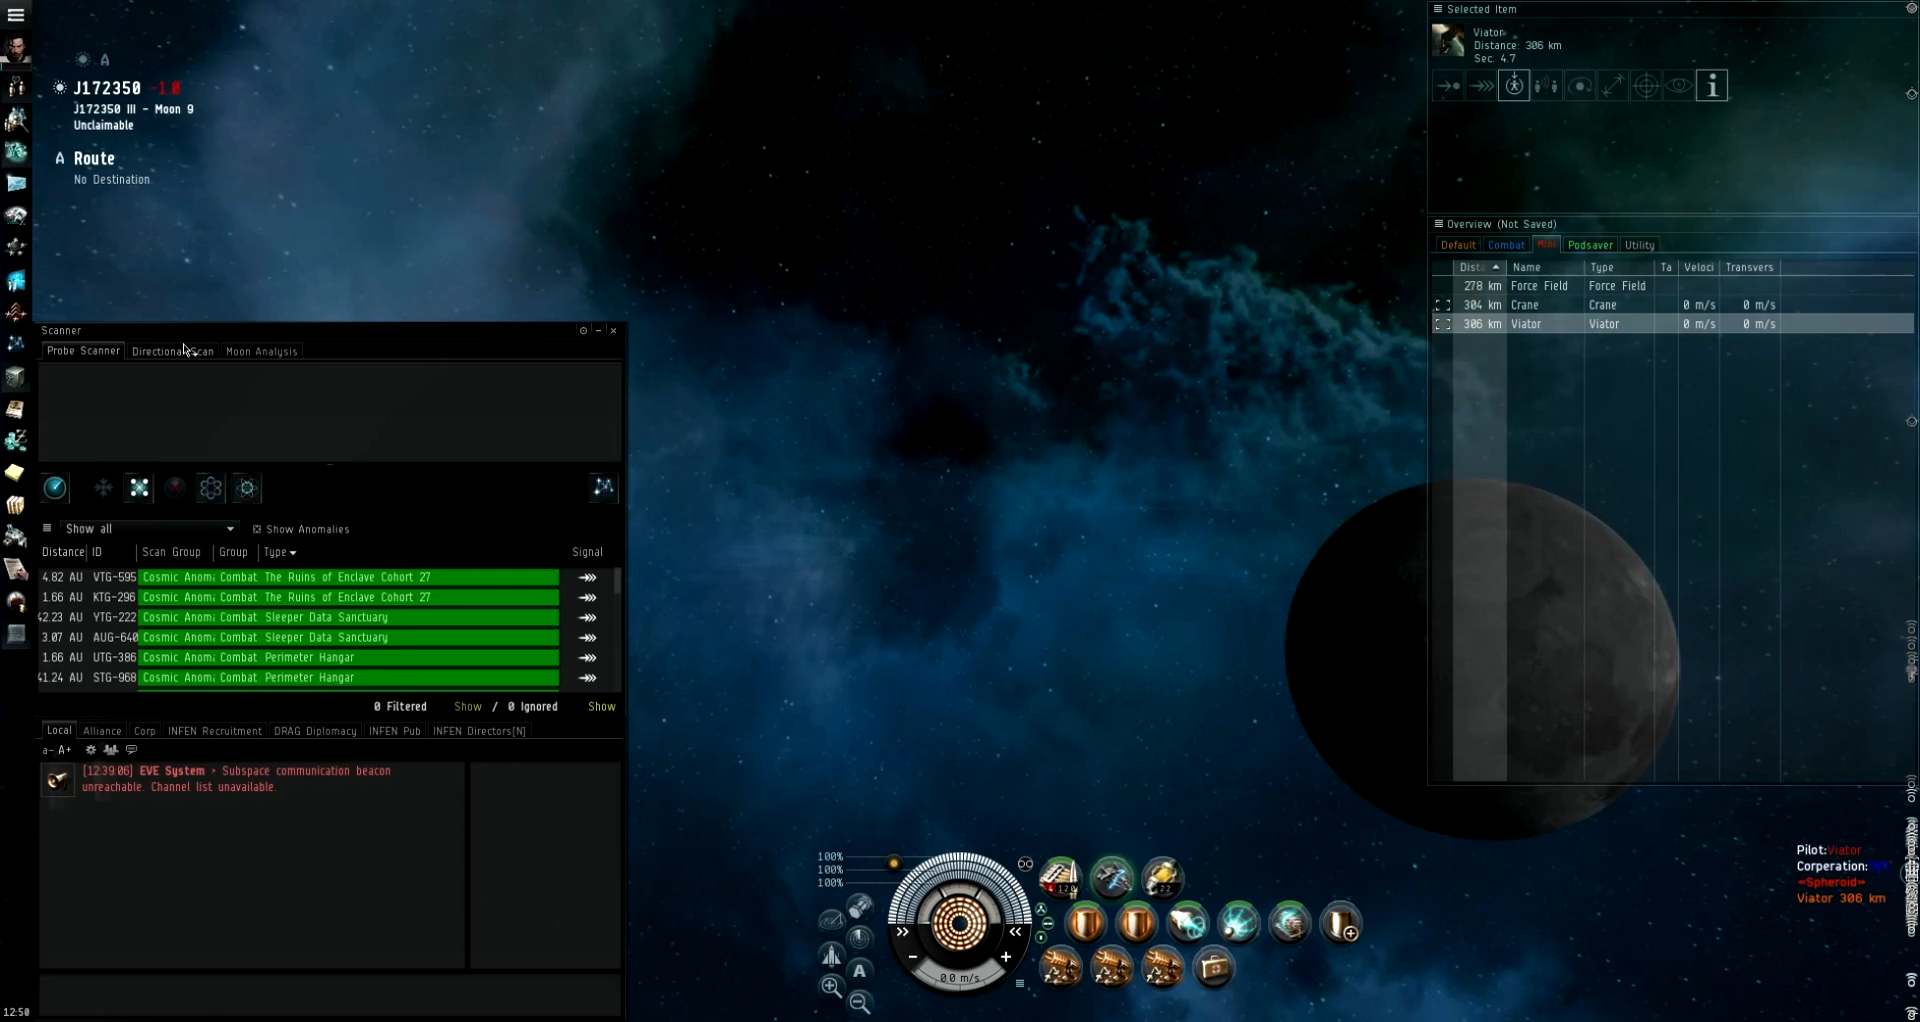 A
J172350 -1.0
J172350 III - Moon 9
Unclaimable
A Route
No Destination
Scanner
Probe Scanner Directional Scan Moon Analysis
Show all Show Anomalies
Distance ID Scan Group Group Type Signal
4.82 AU VTG-595 Cosmic Anom Combat The Ruins of Enclave Cohort 27
1.66 AU KTG-296 Cosmic Anom Combat The Ruins of Enclave Cohort 27
42.23 AU YTG-222 Cosmic Anom Combat Sleeper Data Sanctuary
3.07 AU AUG-640 Cosmic Anom Combat Sleeper Data Sanctuary
1.66 AU UTG-386 Cosmic Anom Combat Perimeter Hangar
41.24 AU STG-968 Cosmic Anom Combat Perimeter Hangar
0 Filtered Show / 0 Ignored Show
Local Alliance Corp INFEN Recruitment DRAG Diplomacy INFEN Pub INFEN Directors[N]
a- A+
[12:39:06] EVE System > Subspace communication beacon
unreachable. Channel list unavailable.
12:50
100%
100%
100%
A
0.0 m/s
120
22
Selected Item
Viator
Distance: 306 km
Sec. 4.7
Overview (Not Saved)
Default Combat Mini Podsaver Utility
Dista Name Type Ta Veloci Transvers
278 km Force Field Force Field
304 km Crane Crane 0 m/s 0 m/s
306 km Viator Viator 0 m/s 0 m/s
Pilot:Viator
Corperation:
«Spheroid»
Viator 306 km